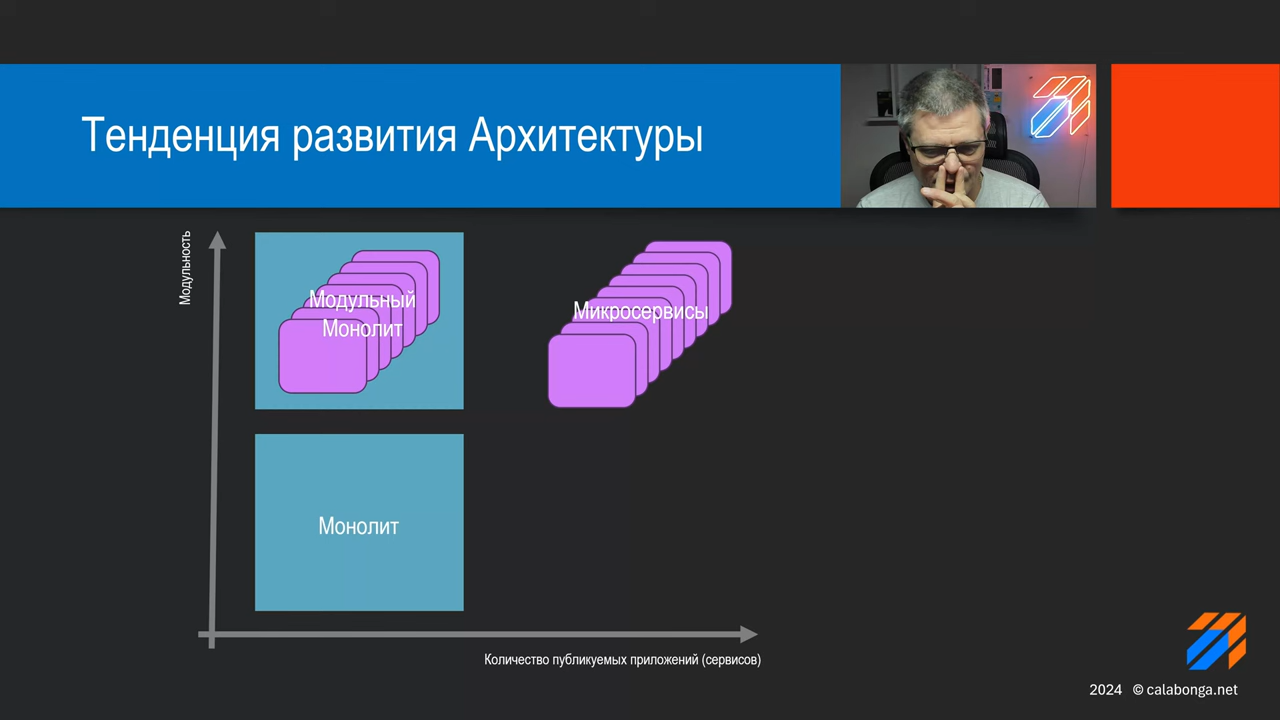 Тенденция развития Архитектуры
Модульность
Модульный
Монолит
Микросервисы
Монолит
Количество публикуемых приложений (сервисов)
2024 © calabonga.net